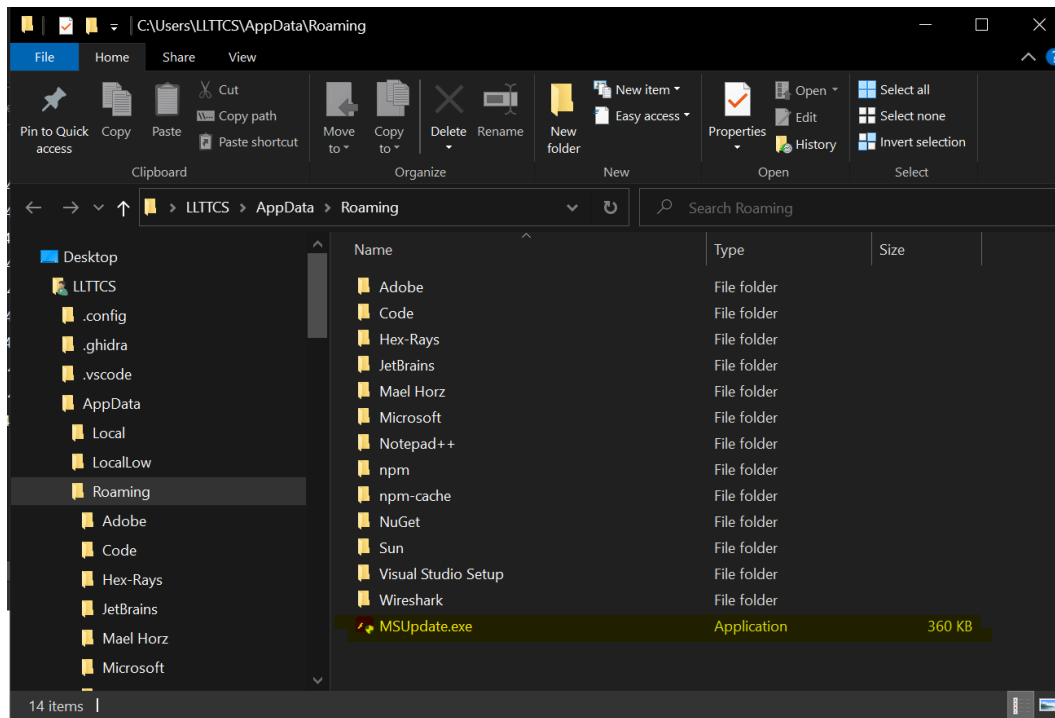 C:\Users\LLTTCS\AppData\Roaming
File Home Share View
Pin to Quick access
Copy
Paste
Cut
Copy path
Paste shortcut
Move to
Copy to
Delete
Rename
New folder
New item
Easy access
Properties
Open
Edit
History
Select all
Select none
Invert selection
Clipboard Organize New Open Select
LLTTCS > AppData > Roaming
Search Roaming
Desktop
LLTTCS
.config
.ghidra
.vscode
AppData
Local
LocalLow
Roaming
Adobe
Code
Hex-Rays
JetBrains
Mael Horz
Microsoft
Name Type Size
Adobe File folder
Code File folder
Hex-Rays File folder
JetBrains File folder
Mael Horz File folder
Microsoft File folder
Notepad++ File folder
npm File folder
npm-cache File folder
NuGet File folder
Sun File folder
Visual Studio Setup File folder
Wireshark File folder
MSUpdate.exe Application 360 KB
14 items